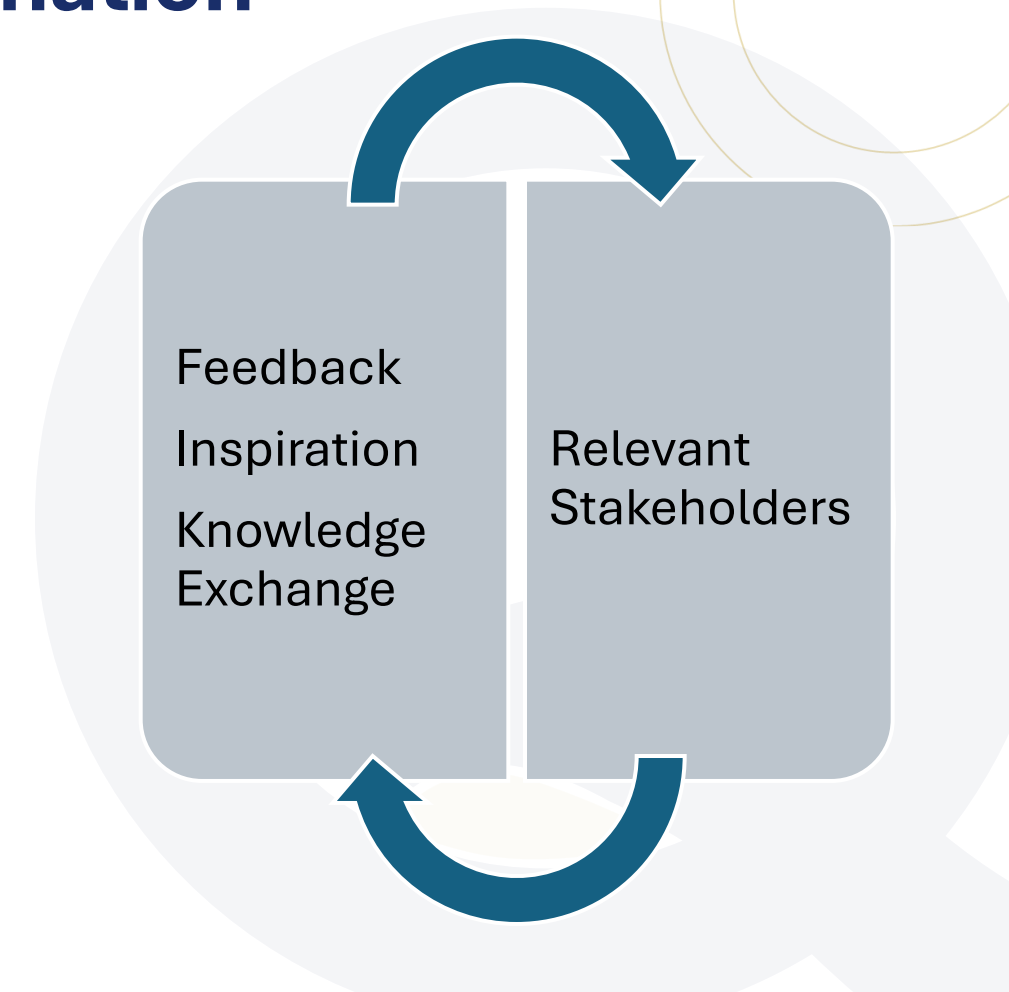 Feedback
Inspiration
Knowledge
Exchange
Relevant
Stakeholders